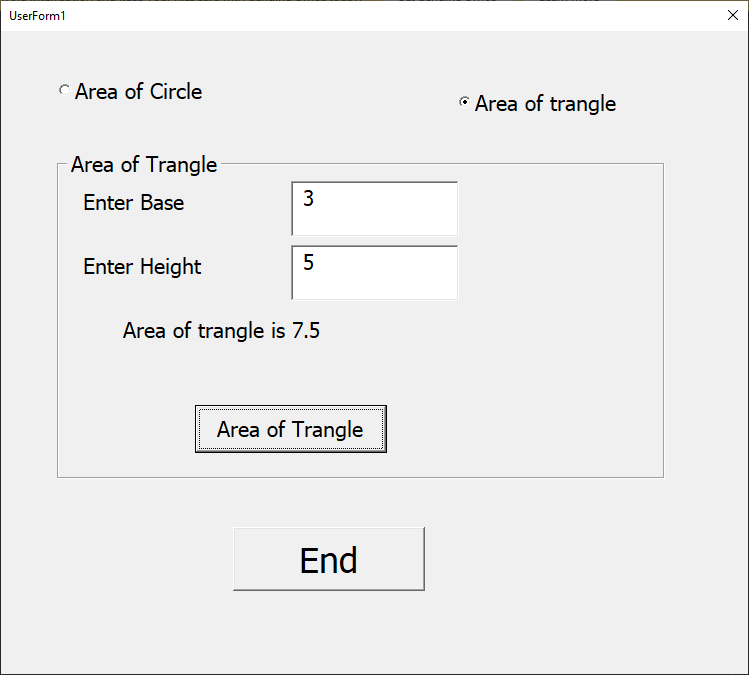 UserForm1
Area of Circle
Area of trangle
Area of Trangle
Enter Base
3
Enter Height
5
Area of trangle is 7.5
Area of Trangle
End